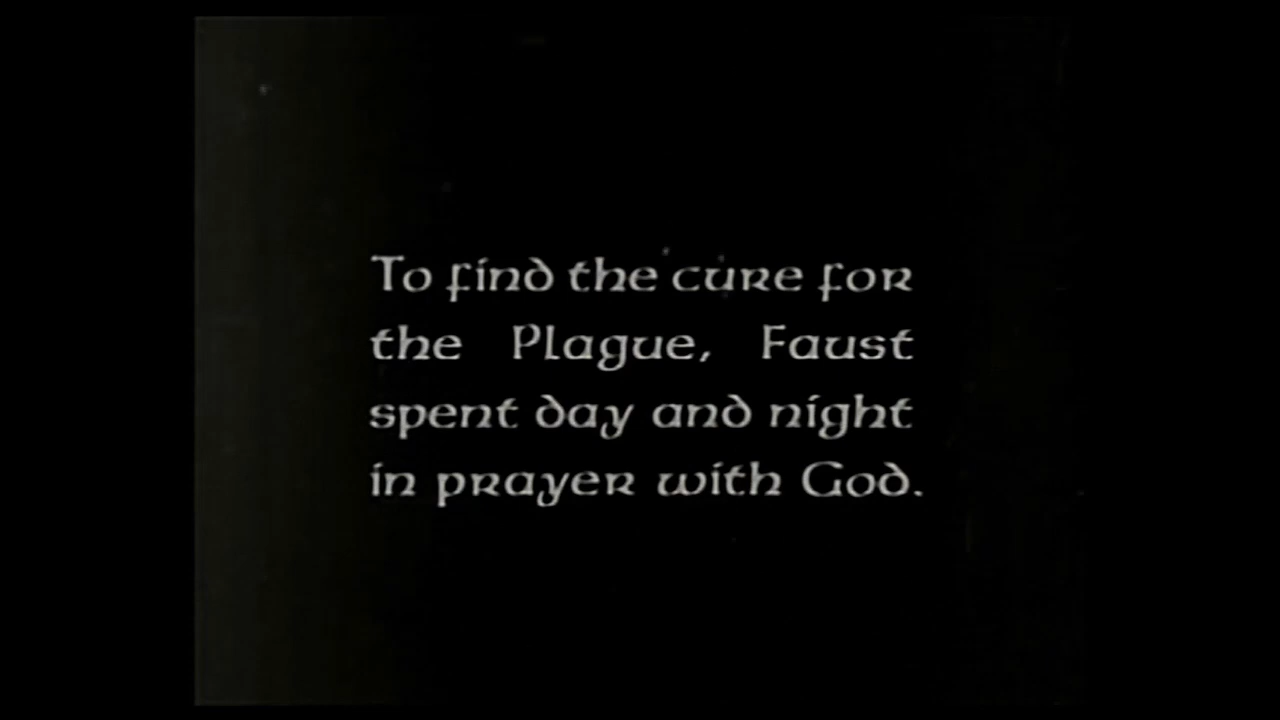 To find the cure for
the Plague, Faust
spent day and night
in prayer with God.